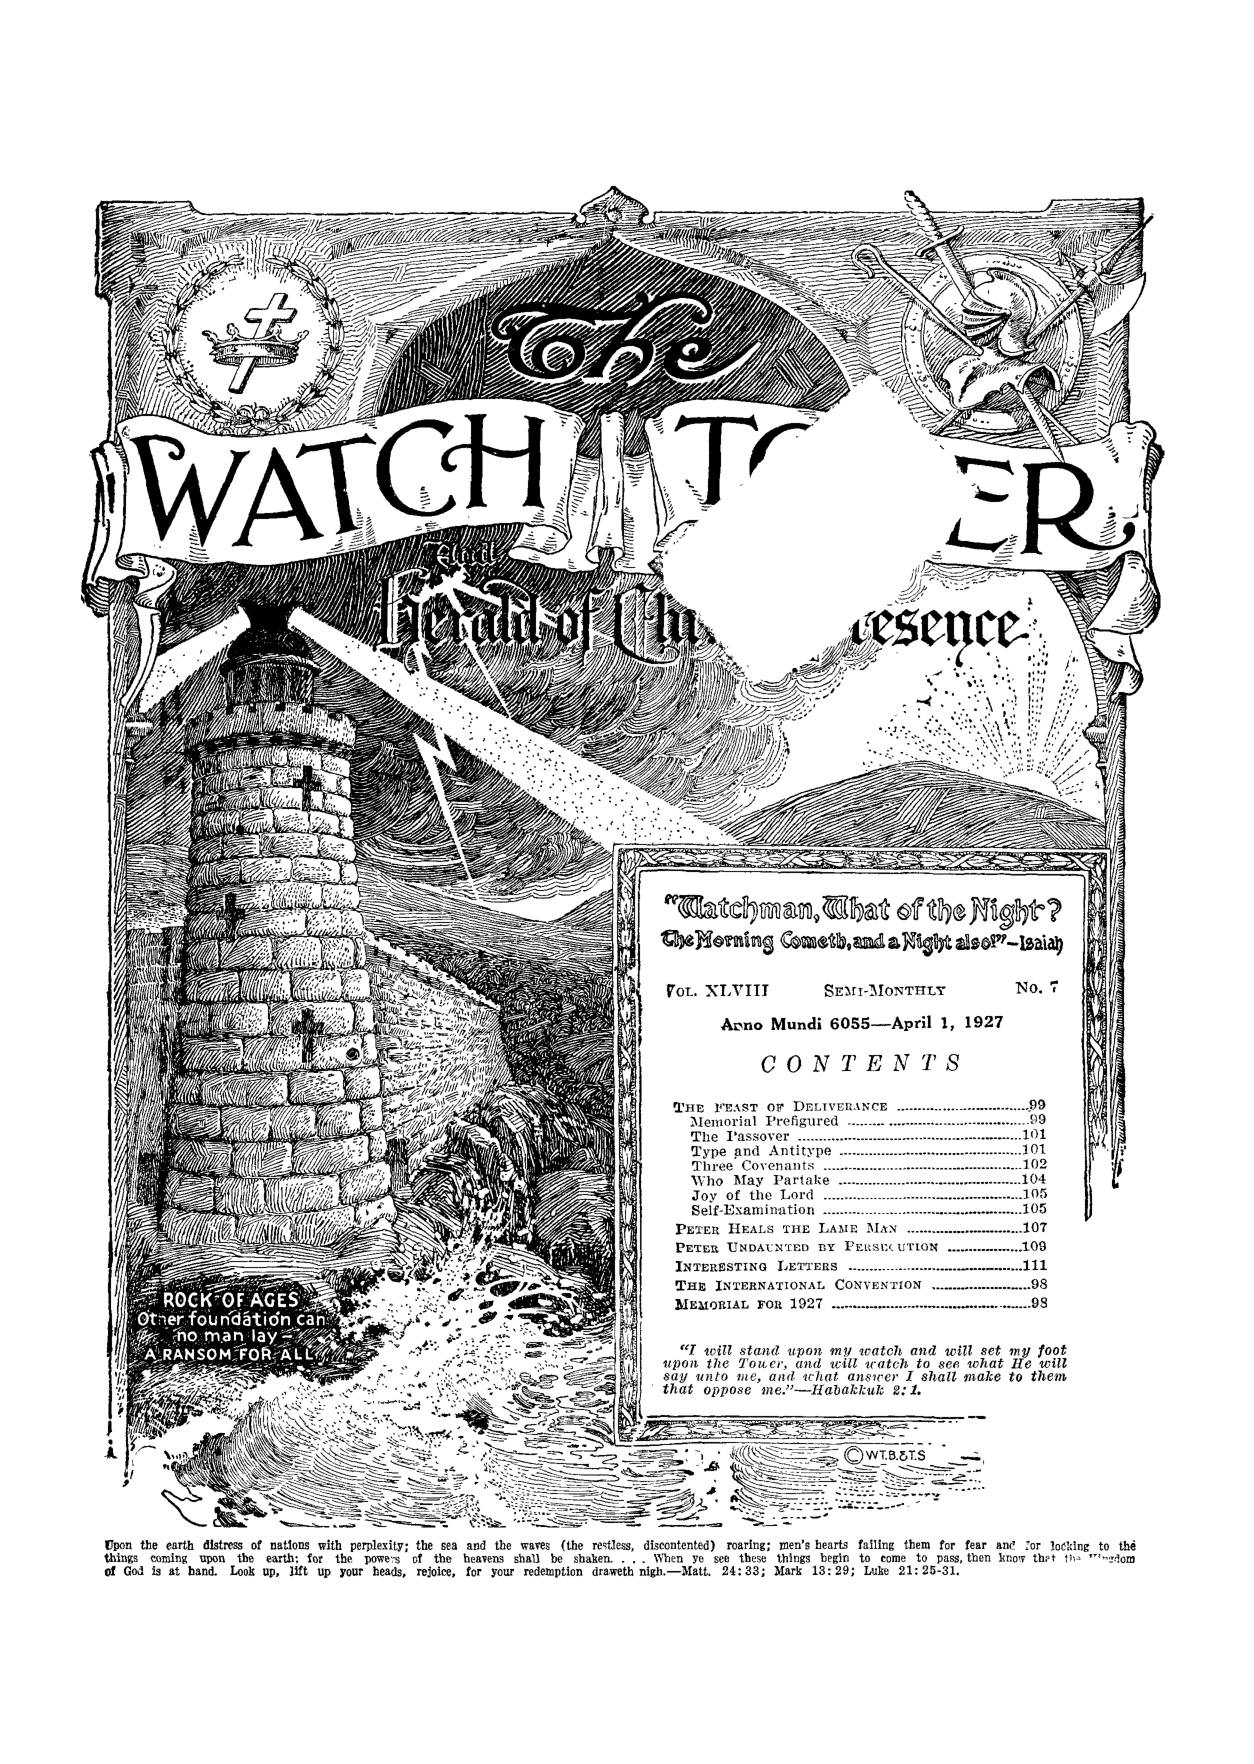 The
WATCH TOWER
And
Herald of Christ's Presence
"Watchman, What of the Night?
The Morning Cometh, and a Night also!"—Isaiah
VOL. XLVIII SEMI-MONTHLY No. 7
Anno Mundi 6055—April 1, 1927
CONTENTS
THE FEAST OF DELIVERANCE 99
Memorial Prefigured 99
The Passover 101
Type and Antitype 101
Three Covenants 102
Who May Partake 104
Joy of the Lord 105
Self-Examination 105
PETER HEALS THE LAME MAN 107
PETER UNDAUNTED BY PERSECUTION 109
INTERESTING LETTERS 111
THE INTERNATIONAL CONVENTION 98
MEMORIAL FOR 1927 98
"I will stand upon my watch and will set my foot
upon the Tower, and will watch to see what He will
say unto me, and what answer I shall make to them
that oppose me."—Habakkuk 2:1.
ROCK OF AGES
Other foundation can
no man lay—
A RANSOM FOR ALL
©W.T.B.&T.S
Upon the earth distress of nations with perplexity; the sea and the waves (the restless, discontented) roaring; men's hearts failing them for fear and for looking to the
things coming upon the earth; for the powers of the heavens shall be shaken. . . . When ye see these things begin to come to pass, then know that the Kingdom
of God is at hand. Look up, lift up your heads, rejoice, for your redemption draweth nigh.—Matt. 24:33; Mark 13:29; Luke 21:25-31.